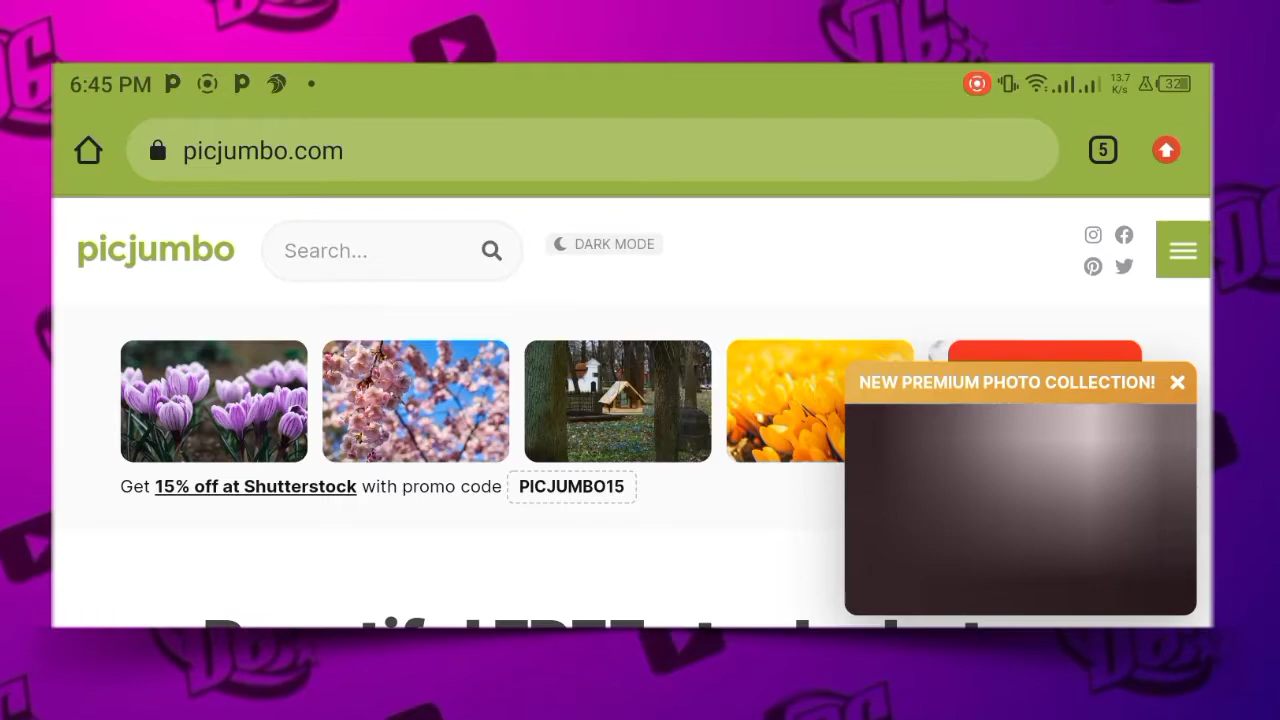 6:45 PM
13.7
K/s
32
picjumbo.com
5
picjumbo
Search...
DARK MODE
NEW PREMIUM PHOTO COLLECTION!
Get 15% off at Shutterstock with promo code PICJUMBO15